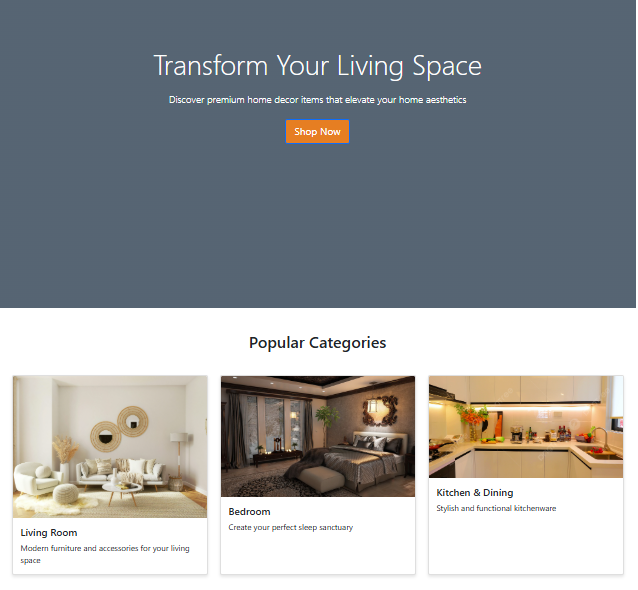 Transform Your Living Space
Discover premium home decor items that elevate your home aesthetics
Shop Now
Popular Categories
Living Room
Modern furniture and accessories for your living
space
Bedroom
Create your perfect sleep sanctuary
Kitchen & Dining
Stylish and functional kitchenware